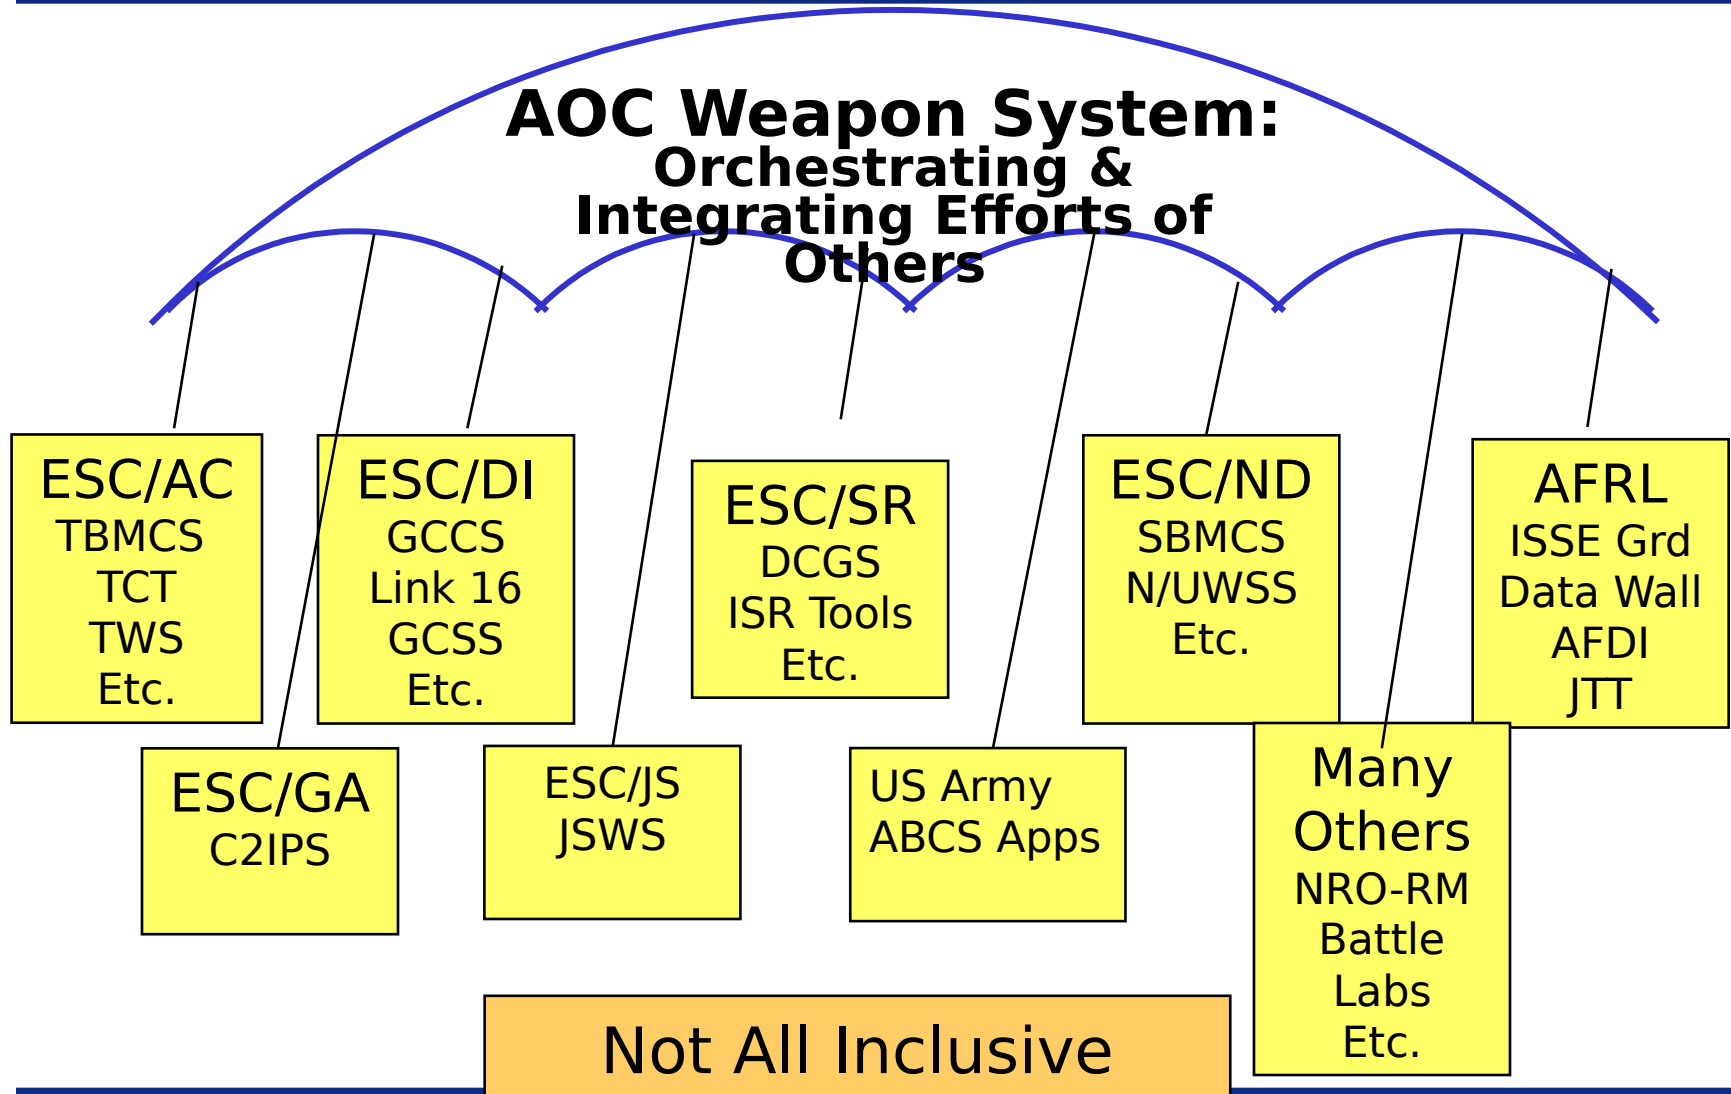 AOC Weapon System:
Orchestrating &
Integrating Efforts of
Others
ESC/AC
TBMCS
TCT
TWS
Etc.
ESC/DI
GCCS
Link 16
GCSS
Etc.
ESC/SR
DCGS
ISR Tools
Etc.
ESC/ND
SBMCS
N/UWSS
Etc.
AFRL
ISSE Grd
Data Wall
AFDI
JTT
ESC/GA
C2IPS
ESC/JS
JSWS
US Army
ABCS Apps
Many
Others
NRO-RM
Battle
Labs
Etc.
Not All Inclusive